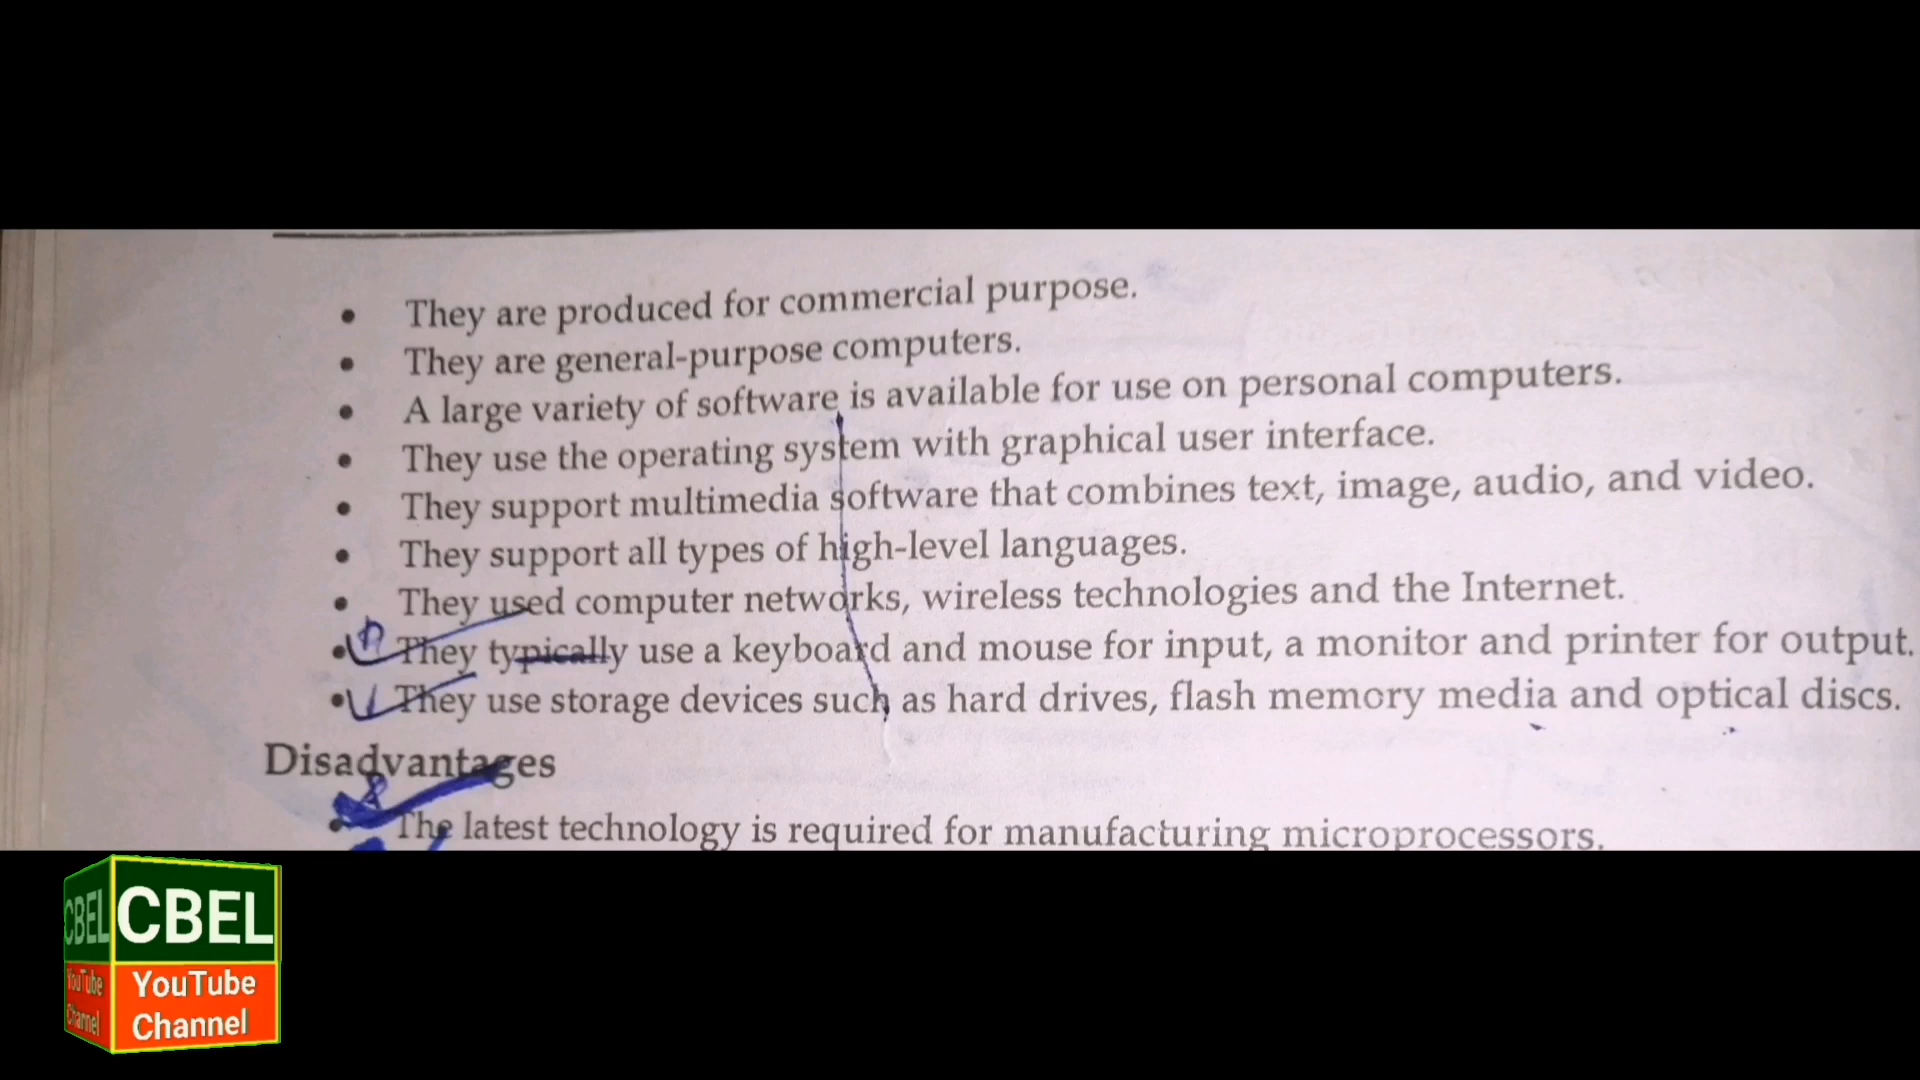 • They are produced for commercial purpose.
• They are general-purpose computers.
• A large variety of software is available for use on personal computers.
• They use the operating system with graphical user interface.
• They support multimedia software that combines text, image, audio, and video.
• They support all types of high-level languages.
• They used computer networks, wireless technologies and the Internet.
• They typically use a keyboard and mouse for input, a monitor and printer for output.
• They use storage devices such as hard drives, flash memory media and optical discs.
Disadvantages
• The latest technology is required for manufacturing microprocessors.
CBEL CBEL
YouTube YouTube
Channel Channel